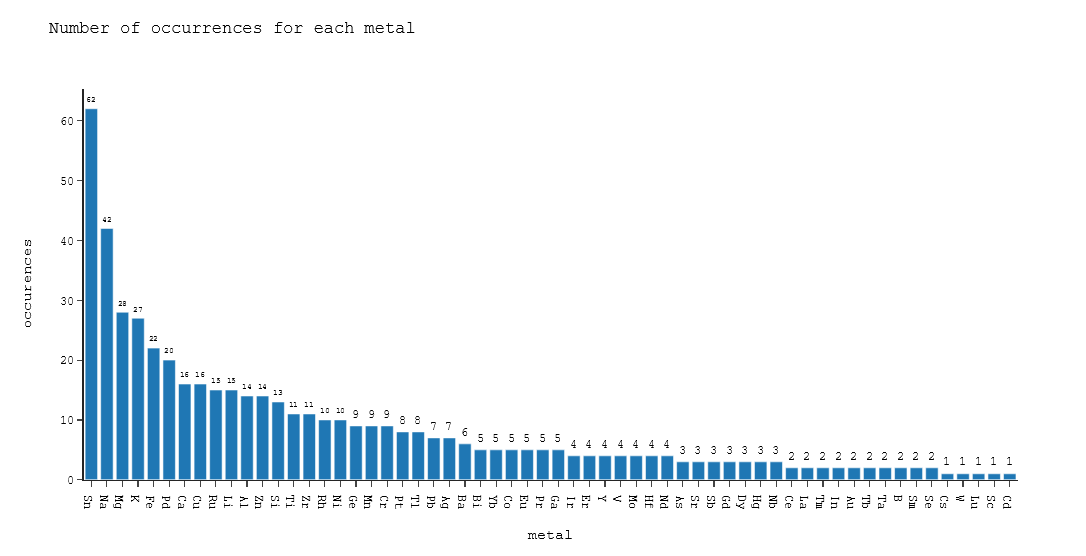 Number of occurrences for each metal
62 42 28 27 22 20 16 16 15 15 14 14 13 11 11 10 10 9 9 9 8 8 7 7 6 5 5 5 5 5 5 4 4 4 4 4 4 4 3 3 3 3 3 3 3 2 2 2 2 2 2 2 2 2 2 1 1 1 1 1
60
50
40
30
20
10
0
occurences
Sn Na Mg K Fe Pd Ca Cu Ru Li Al Zn Si Ti Zr Rh Ni Ge Mn Cr Pt Tl Pb Ag Ba Bi Yb Co Eu Pr Ga Ir Er Y V Mo Hf Nd As Sr Sb Gd Dy Hg Nb Ce La Tm In Au Tb Ta B Sm Se Cs W Lu Sc Cd
metal